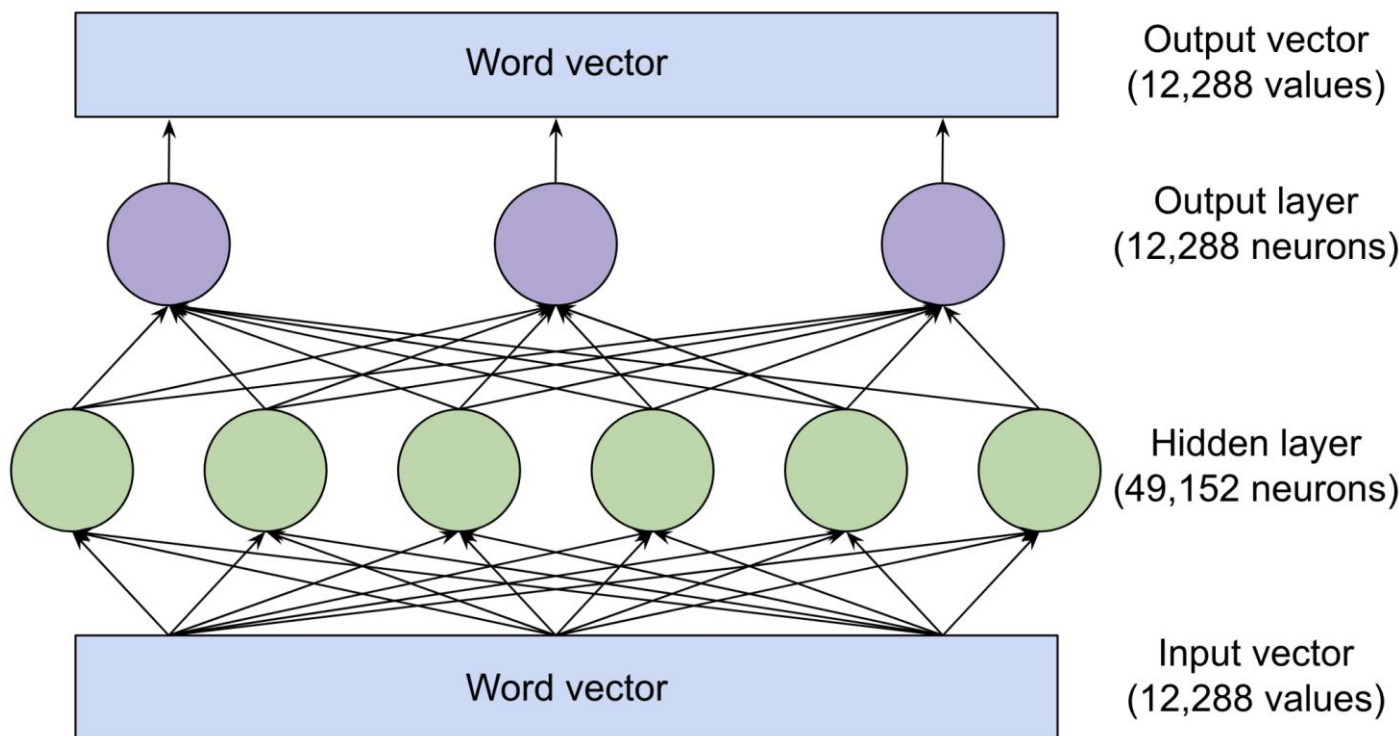 Word vector
Output vector
(12,288 values)
Output layer
(12,288 neurons)
Hidden layer
(49,152 neurons)
Word vector
Input vector
(12,288 values)